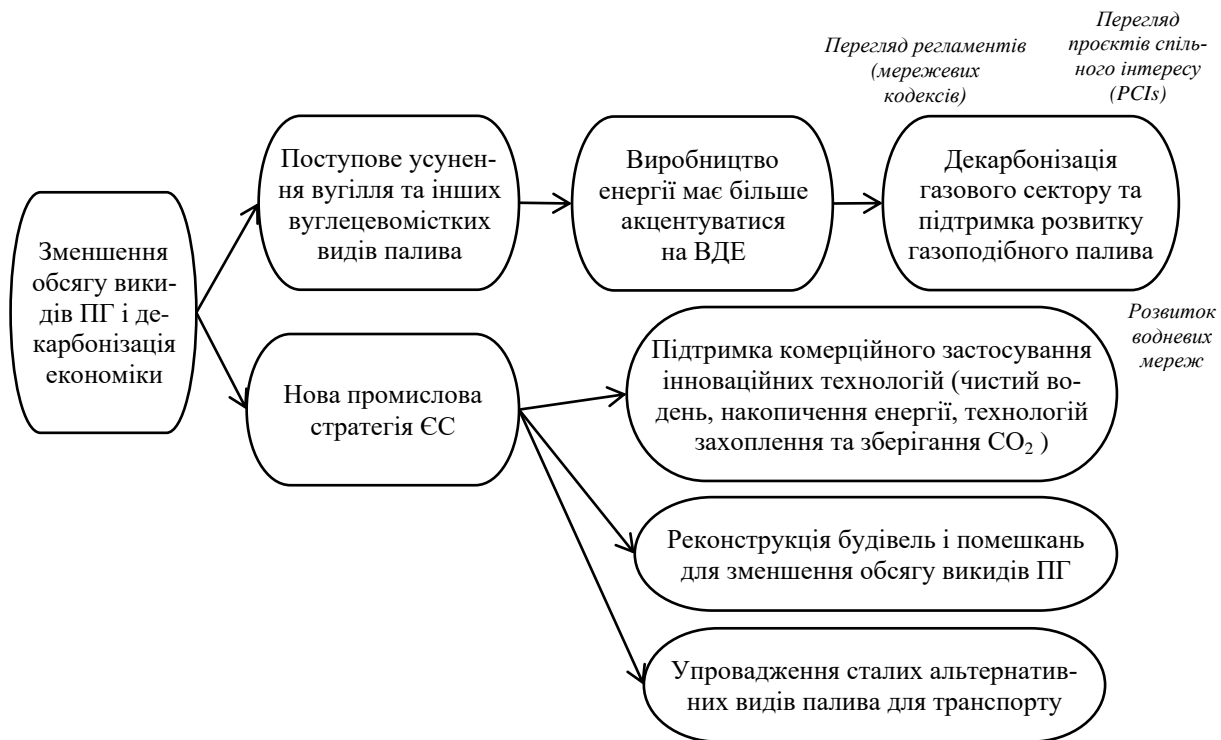 Перегляд регламентів
(мережевих
кодексів)
Перегляд
проєктів спіль-
ного інтересу
(PCIs)
Зменшення
обсягу вики-
дів ПГ і де-
карбонізація
економіки
Поступове усунен-
ня вугілля та інших
вуглецевомістких
видів палива
Виробництво
енергії має більше
акцентуватися
на ВДЕ
Декарбонізація
газового сектору та
підтримка розвитку
газоподібного палива
Розвиток
водневих
мереж
Нова промислова
стратегія ЄС
Підтримка комерційного застосування
інноваційних технологій (чистий во-
день, накопичення енергії, технологій
захоплення та зберігання CO₂ )
Реконструкція будівель і помешкань
для зменшення обсягу викидів ПГ
Упровадження сталих альтернатив-
них видів палива для транспорту